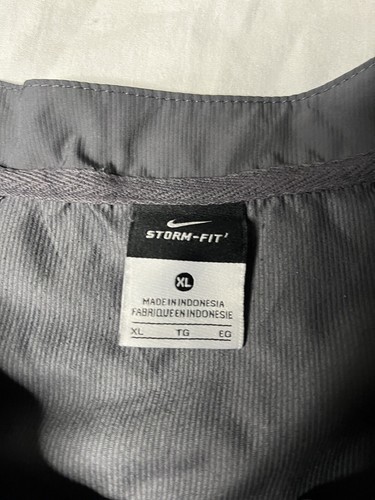 STORM-FIT
XL
MADE IN INDONESIA
FABRIQUE EN INDONESIE
XL TG EG